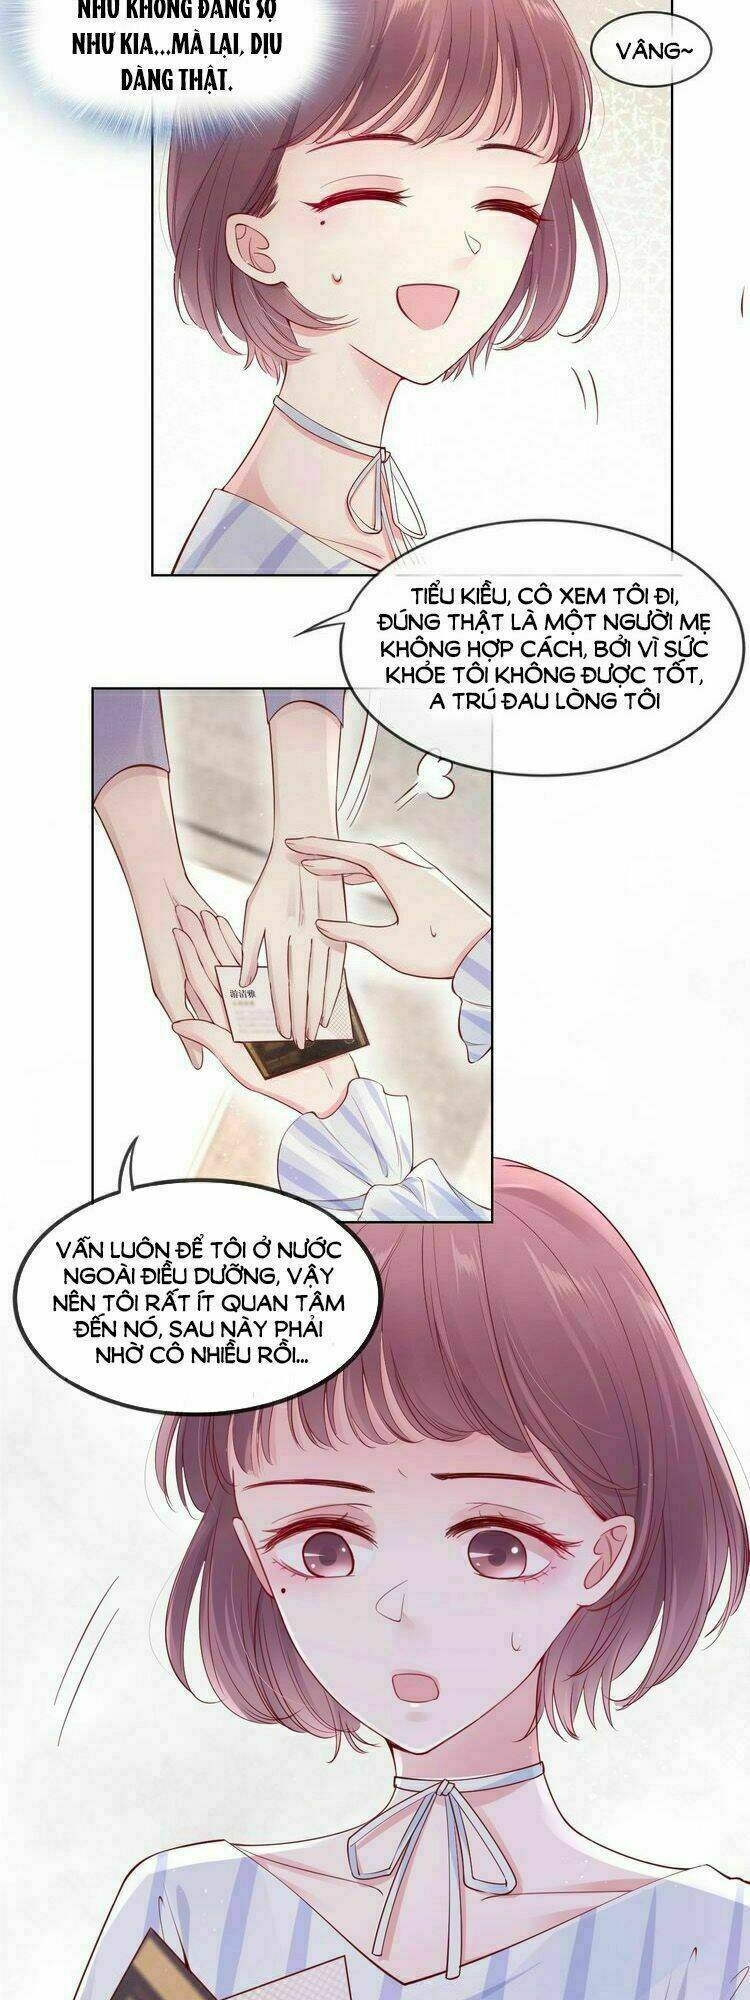 NHƯ KHÔNG ĐÁNG SỢ
NHƯ KIA...MÀ LẠI, DỊU
DÀNG THẬT.
VÂNG~
TIỂU KIỀU, CÔ XEM TÔI ĐI,
ĐÚNG THẬT LÀ MỘT NGƯỜI MẸ
KHÔNG HỢP CÁCH, BỞI VÌ SỨC
KHỎE TÔI KHÔNG ĐƯỢC TỐT,
A TRÚ ĐAU LÒNG TÔI
游清雅
VẪN LUÔN ĐỂ TÔI Ở NƯỚC
NGOÀI ĐIỀU DƯỠNG, VẬY
NÊN TÔI RẤT ÍT QUAN TÂM
ĐẾN NÓ, SAU NÀY PHẢI
NHỜ CÔ NHIỀU RỒI...